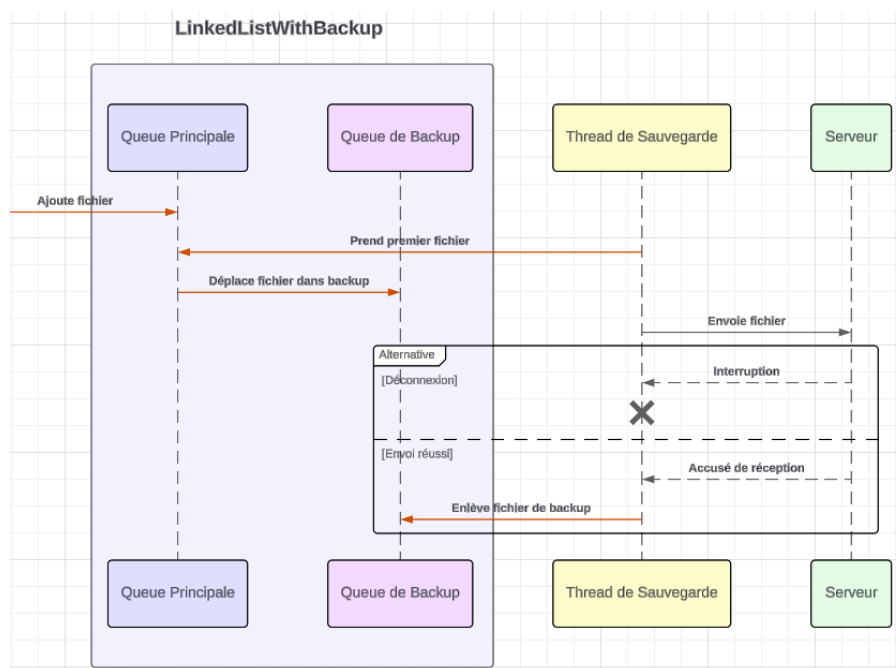 LinkedListWithBackup
Queue Principale
Queue de Backup
Thread de Sauvegarde
Serveur
Ajoute fichier
Prend premier fichier
Déplace fichier dans backup
Envoie fichier
Alternative
[Déconnexion]
Interruption
[Envoi réussi]
Accusé de réception
Enlève fichier de backup
Queue Principale
Queue de Backup
Thread de Sauvegarde
Serveur